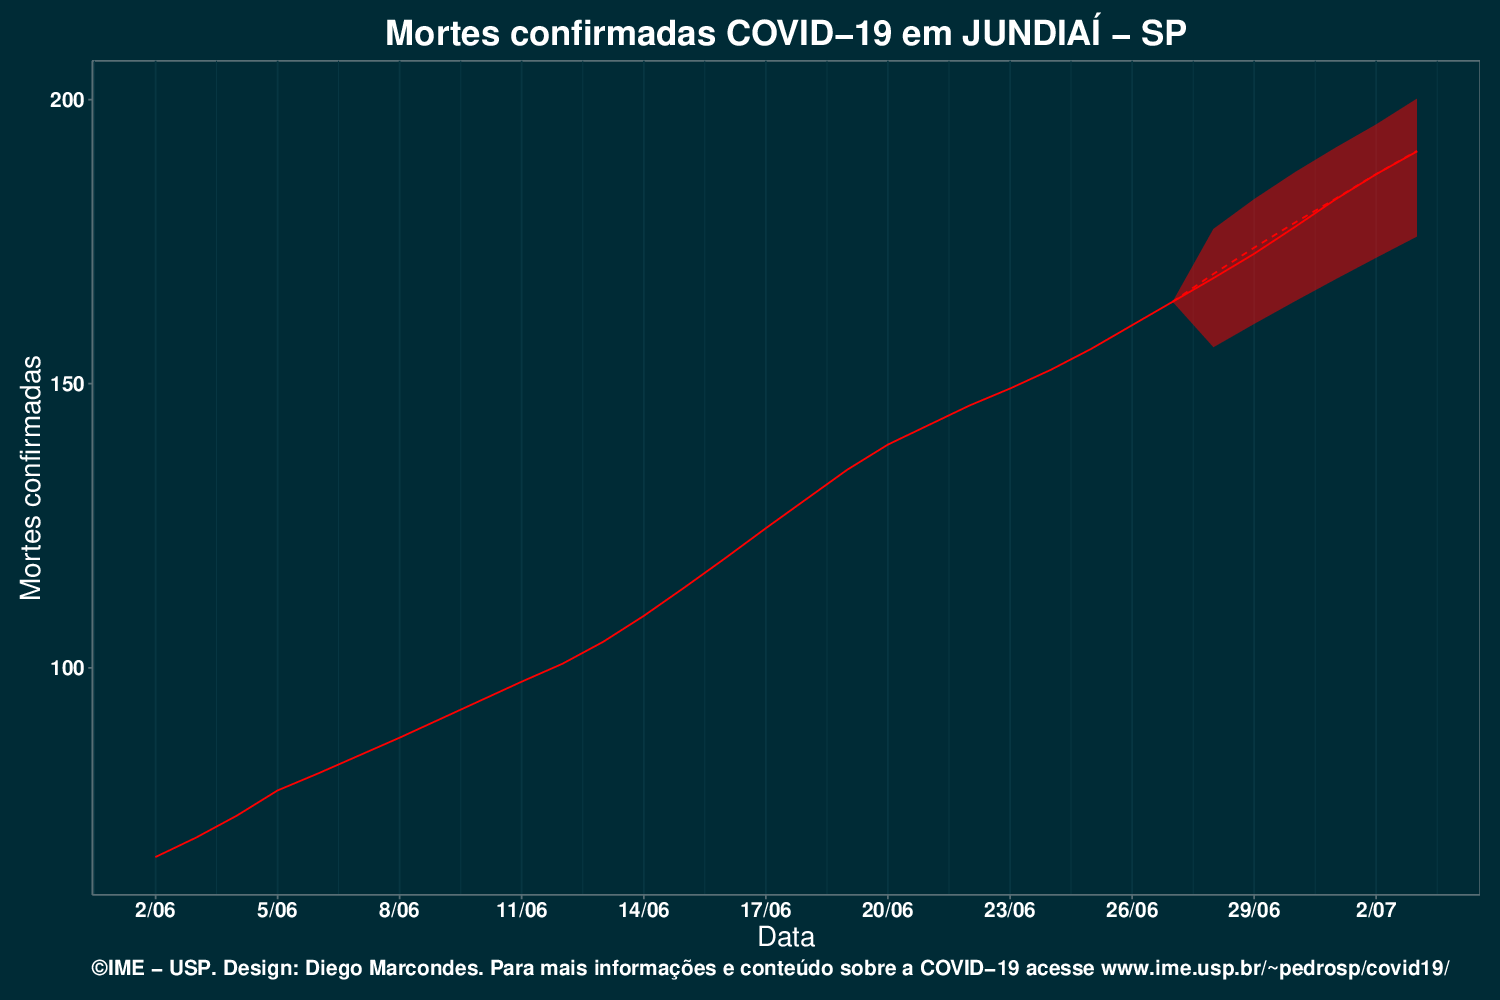 Mortes confirmadas COVID−19 em JUNDIAÍ − SP
Mortes confirmadas
200
150
100
2/06 5/06 8/06 11/06 14/06 17/06 20/06 23/06 26/06 29/06 2/07
Data
©IME − USP. Design: Diego Marcondes. Para mais informações e conteúdo sobre a COVID−19 acesse www.ime.usp.br/~pedrosp/covid19/